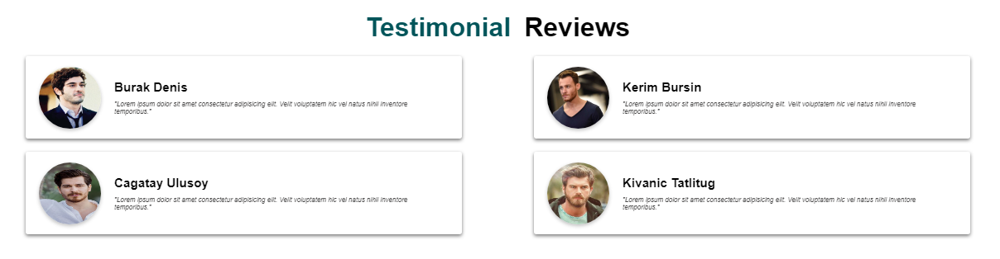 Testimonial Reviews
Burak Denis
"Lorem ipsum dolor sit amet consectetur adipisicing elit. Velit voluptatem hic vel natus nihil inventore
temporibus."
Kerim Bursin
"Lorem ipsum dolor sit amet consectetur adipisicing elit. Velit voluptatem hic vel natus nihil inventore
temporibus."
Cagatay Ulusoy
"Lorem ipsum dolor sit amet consectetur adipisicing elit. Velit voluptatem hic vel natus nihil inventore
temporibus."
Kivanic Tatlitug
"Lorem ipsum dolor sit amet consectetur adipisicing elit. Velit voluptatem hic vel natus nihil inventore
temporibus."